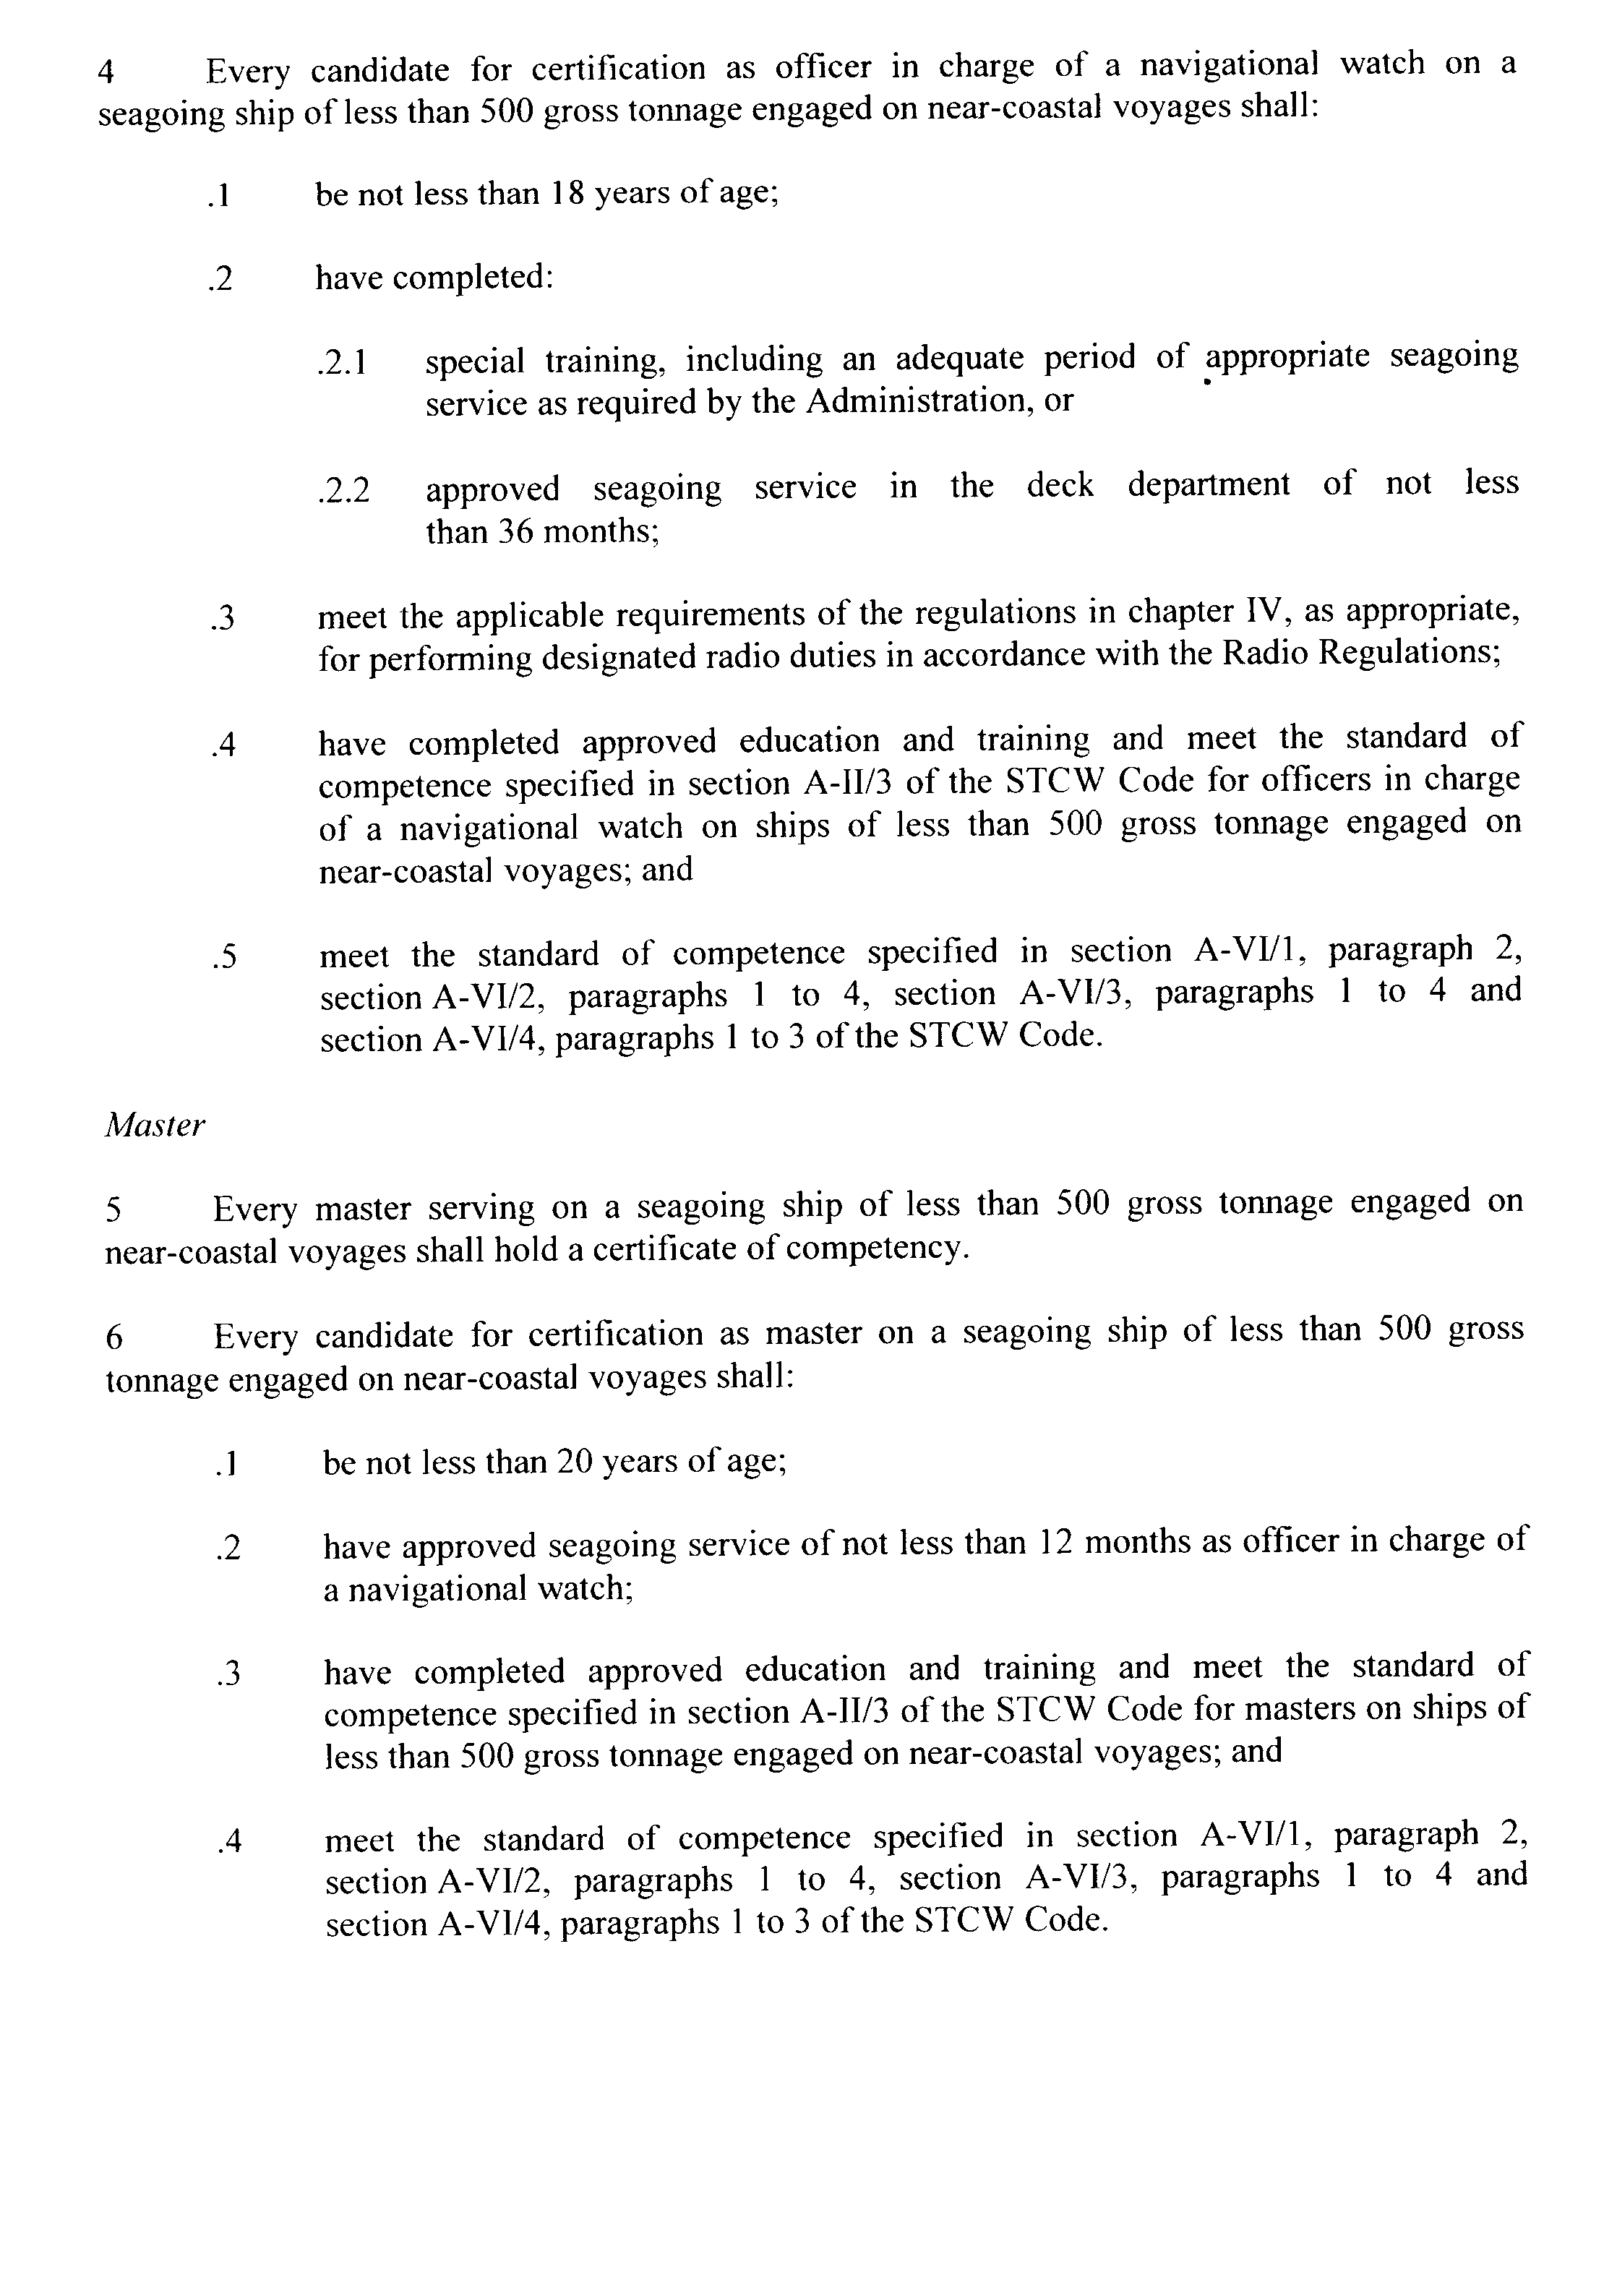 4 Every candidate for certification as officer in charge of a navigational watch on a
seagoing ship of less than 500 gross tonnage engaged on near-coastal voyages shall:
.1 be not less than 18 years of age;
.2 have completed:
.2.1 special training, including an adequate period of appropriate seagoing
service as required by the Administration, or
.2.2 approved seagoing service in the deck department of not less
than 36 months;
.3 meet the applicable requirements of the regulations in chapter IV, as appropriate,
for performing designated radio duties in accordance with the Radio Regulations;
.4 have completed approved education and training and meet the standard of
competence specified in section A-II/3 of the STCW Code for officers in charge
of a navigational watch on ships of less than 500 gross tonnage engaged on
near-coastal voyages; and
.5 meet the standard of competence specified in section A-VI/1, paragraph 2,
section A-VI/2, paragraphs 1 to 4, section A-VI/3, paragraphs 1 to 4 and
section A-VI/4, paragraphs 1 to 3 of the STCW Code.
Master
5 Every master serving on a seagoing ship of less than 500 gross tonnage engaged on
near-coastal voyages shall hold a certificate of competency.
6 Every candidate for certification as master on a seagoing ship of less than 500 gross
tonnage engaged on near-coastal voyages shall:
.1 be not less than 20 years of age;
.2 have approved seagoing service of not less than 12 months as officer in charge of
a navigational watch;
.3 have completed approved education and training and meet the standard of
competence specified in section A-II/3 of the STCW Code for masters on ships of
less than 500 gross tonnage engaged on near-coastal voyages; and
.4 meet the standard of competence specified in section A-VI/1, paragraph 2,
section A-VI/2, paragraphs 1 to 4, section A-VI/3, paragraphs 1 to 4 and
section A-VI/4, paragraphs 1 to 3 of the STCW Code.